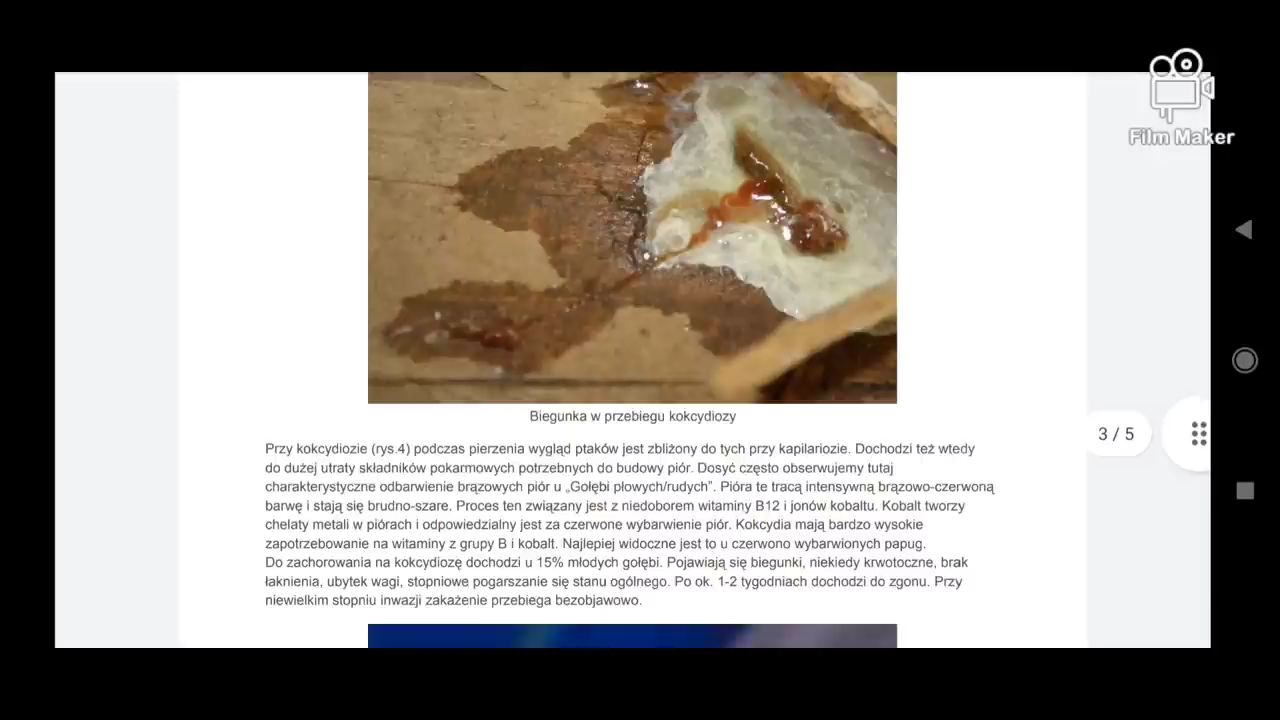 Film Maker
Biegunka w przebiegu kokcydiozy
3 / 5
Przy kokcydiozie (rys.4) podczas pierzenia wygląd ptaków jest zbliżony do tych przy kapilariozie. Dochodzi też wtedy
do dużej utraty składników pokarmowych potrzebnych do budowy piór. Dosyć często obserwujemy tutaj
charakterystyczne odbarwienie brązowych piór u „Gołębi płowych/rudych”. Pióra te tracą intensywną brązowo-czerwoną
barwę i stają się brudno-szare. Proces ten związany jest z niedoborem witaminy B12 i jonów kobaltu. Kobalt tworzy
chelaty metali w piórach i odpowiedzialny jest za czerwone wybarwienie piór. Kokcydia mają bardzo wysokie
zapotrzebowanie na witaminy z grupy B i kobalt. Najlepiej widoczne jest to u czerwono wybarwionych papug.
Do zachorowania na kokcydiozę dochodzi u 15% młodych gołębi. Pojawiają się biegunki, niekiedy krwotoczne, brak
łaknienia, ubytek wagi, stopniowe pogarszanie się stanu ogólnego. Po ok. 1-2 tygodniach dochodzi do zgonu. Przy
niewielkim stopniu inwazji zakażenie przebiega bezobjawowo.